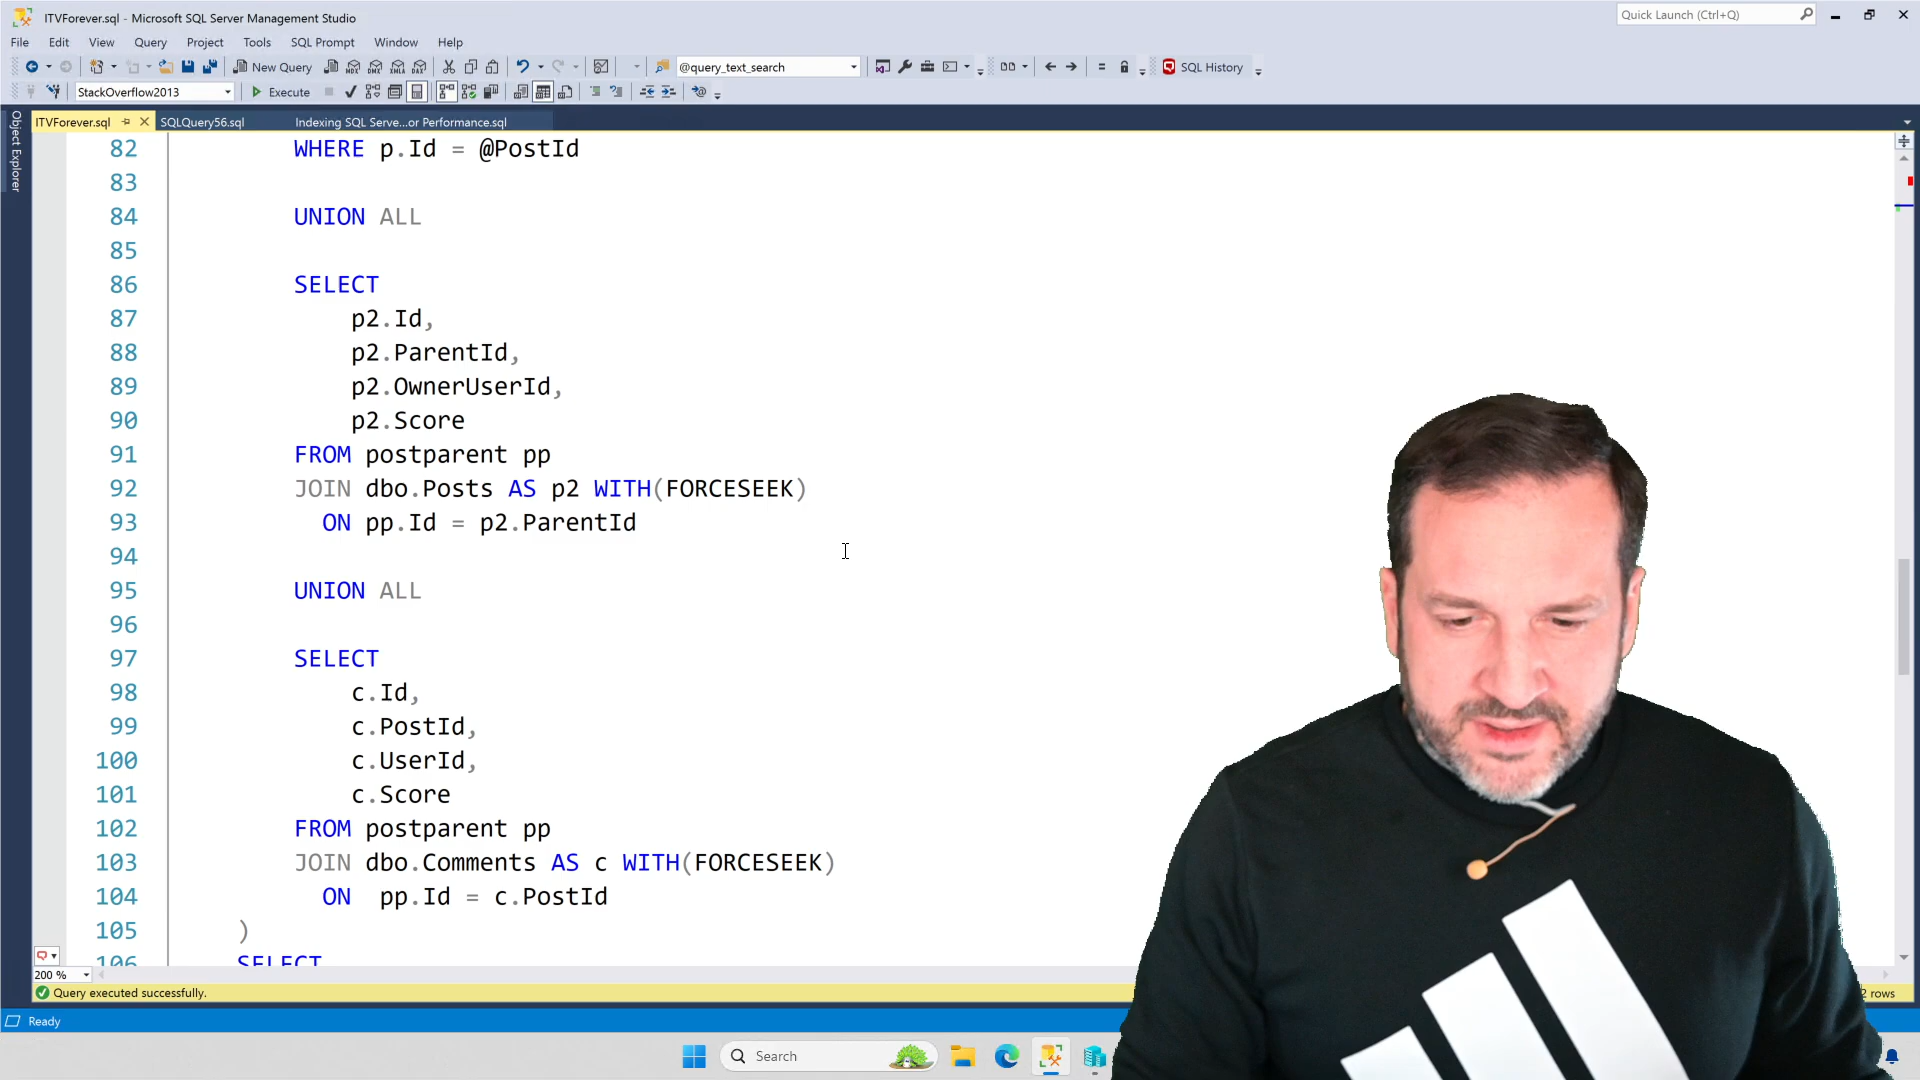 ITVForever.sql - Microsoft SQL Server Management Studio
Quick Launch (Ctrl+Q)
File Edit View Query Project Tools Window Help
New Query
MDX DMX XMLA DAX
@query_text_search
SQL History
StackOverflow2013
Execute
Object Explorer
ITVForever.sql
SQLQuery56.sql
Indexing SQL Serve...or Performance.sql
82 WHERE p.Id = @PostId
83
84 UNION ALL
85
86 SELECT
87 p2.Id,
88 p2.ParentId,
89 p2.OwnerUserId,
90 p2.Score
91 FROM postparent pp
92 JOIN dbo.Posts AS p2 WITH(FORCESEEK)
93 ON pp.Id = p2.ParentId
94
95 UNION ALL
96
97 SELECT
98 c.Id,
99 c.PostId,
100 c.UserId,
101 c.Score
102 FROM postparent pp
103 JOIN dbo.Comments AS c WITH(FORCESEEK)
104 ON pp.Id = c.PostId
105 )
106 SELECT
200 %
Query executed successfully.
rows
Ready
Search